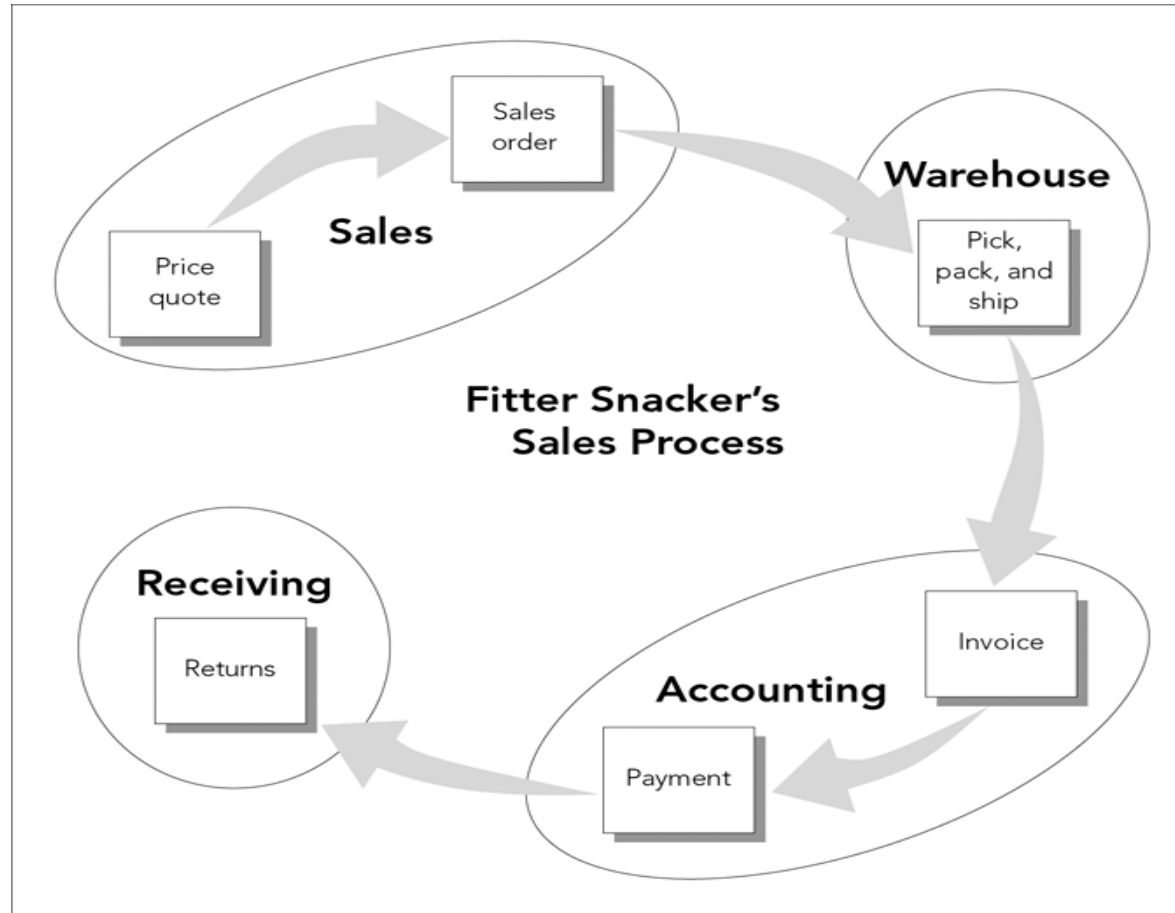 Sales
order
Sales
Price
quote
Warehouse
Pick,
pack, and
ship
Fitter Snacker's
Sales Process
Receiving
Returns
Invoice
Accounting
Payment